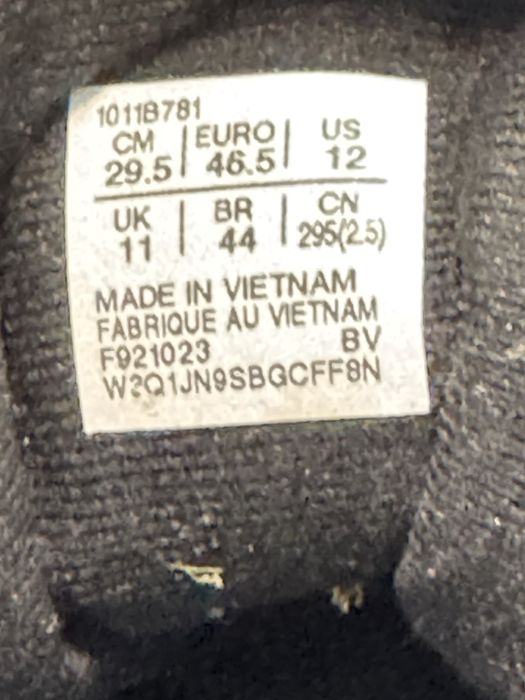 1011B781
CM | EURO | US
29.5 | 46.5 | 12
UK | BR | CN
11 | 44 | 295(2.5)
MADE IN VIETNAM
FABRIQUE AU VIETNAM
F921023 BV
W2Q1JN9SBGCFF8N